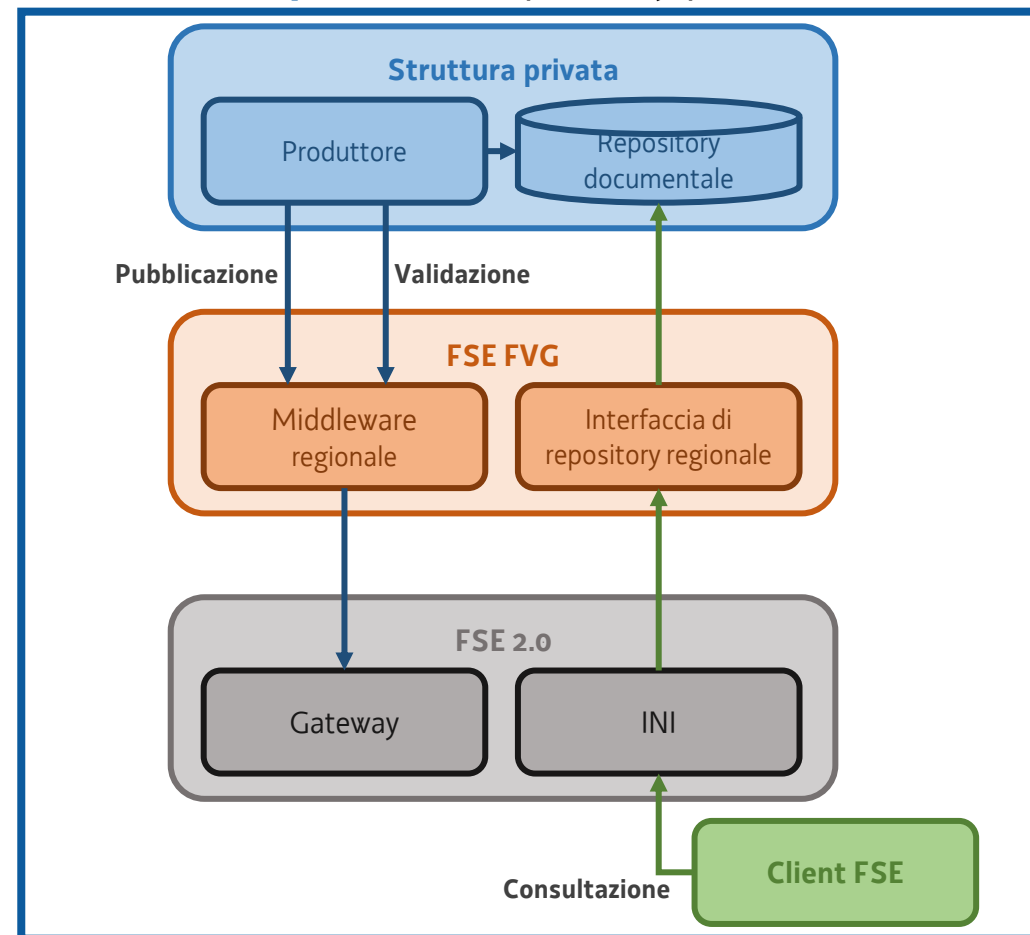 Struttura privata
Produttore
Repository
documentale
Pubblicazione
Validazione
FSE FVG
Middleware
regionale
Interfaccia di
repository regionale
FSE 2.0
Gateway
INI
Client FSE
Consultazione